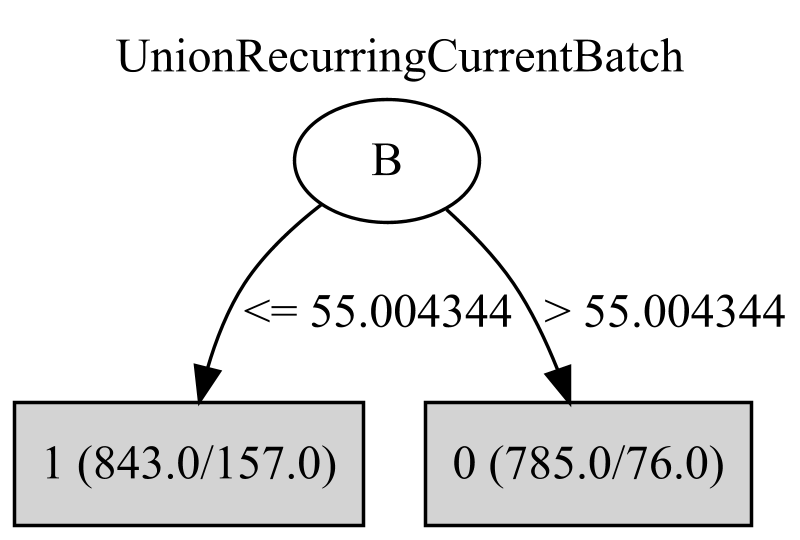 UnionRecurringCurrentBatch
B
<= 55.004344
> 55.004344
1 (843.0/157.0)
0 (785.0/76.0)